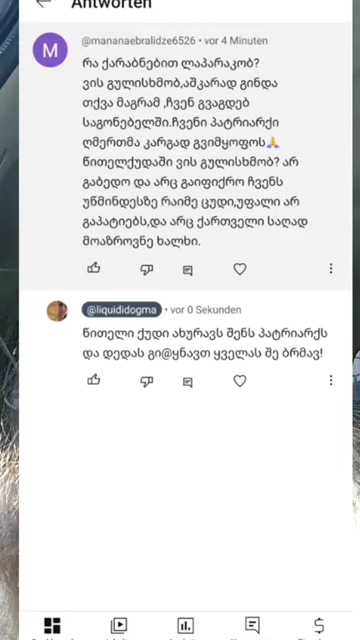 Antworten
M
@mananaebralidze6526 • vor 4 Minuten
რა ქარაბნებით ლაპარაკობ?
ვის გულისხმობ,აშკარად გინდა
თქვა მაგრამ ,ჩვენ გვაგდებ
საგონებელში.ჩვენი პატრიარქი
ღმერთმა კარგად გვიმყოფოს🙏
წითელქუდაში ვის გულისხმობ? არ
გაბედო და არც გაიფიქრო ჩვენს
უწმინდესზე რაიმე ცუდი,უფალი არ
გაპატიებს,და არც ქართველი საღად
მოაზროვნე ხალხი.
@liquididogma • vor 0 Sekunden
წითელი ქუდი ახურავს შენს პატრიარქს
და დედას გი@ყნავთ ყველას შე ბრმავ!